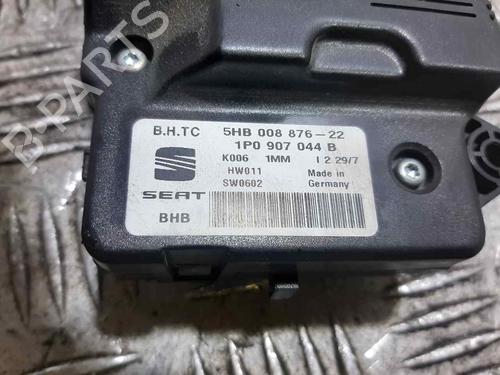 B-PARTS
B.H.TC 5HB 008 876-22
1P0 907 044 B
K006 1MM I 2 29/7
HW011 Made in
SW0602 Germany
SEAT
BHB